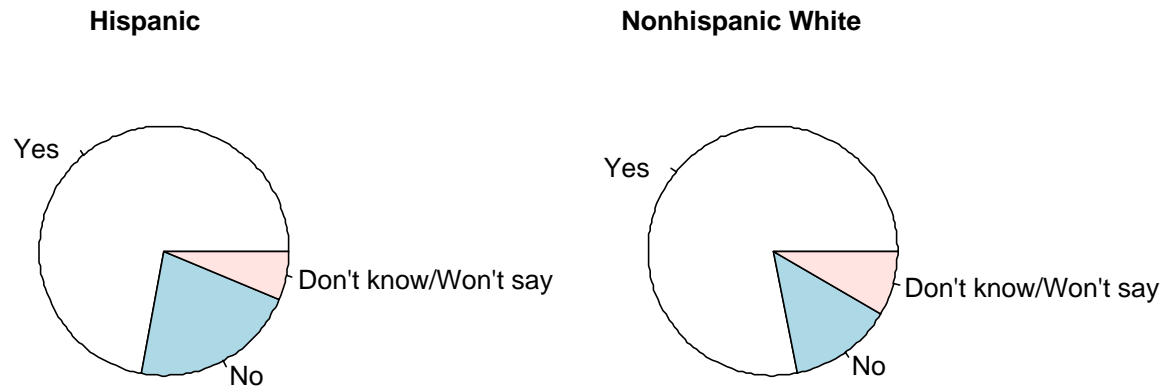 Hispanic
Yes
Don't know/Won't say
No
Nonhispanic White
Yes
Don't know/Won't say
No